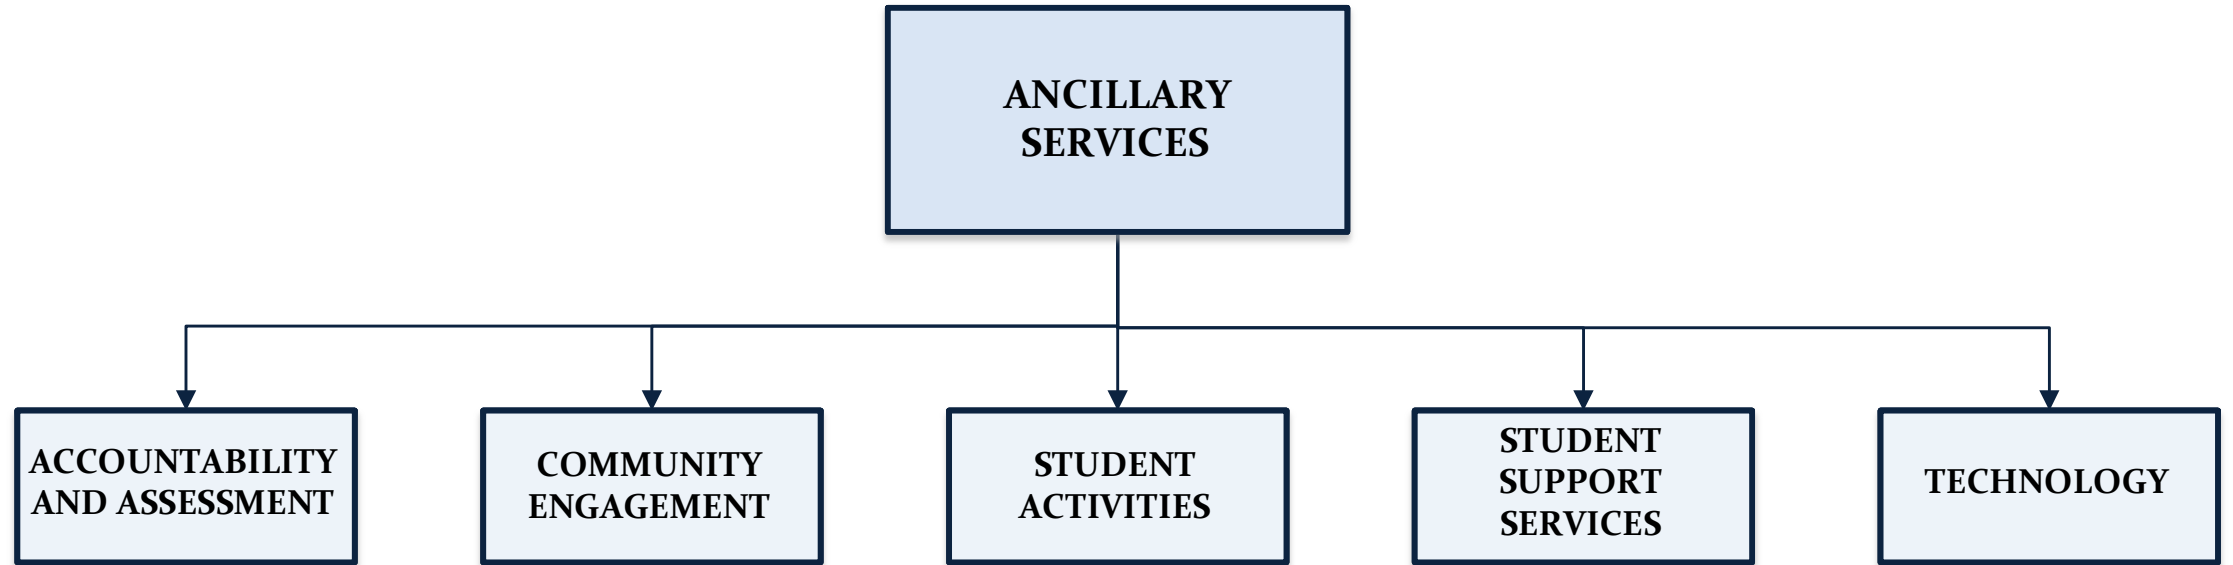 ANCILLARY
SERVICES
ACCOUNTABILITY
AND ASSESSMENT
COMMUNITY
ENGAGEMENT
STUDENT
ACTIVITIES
STUDENT
SUPPORT
SERVICES
TECHNOLOGY